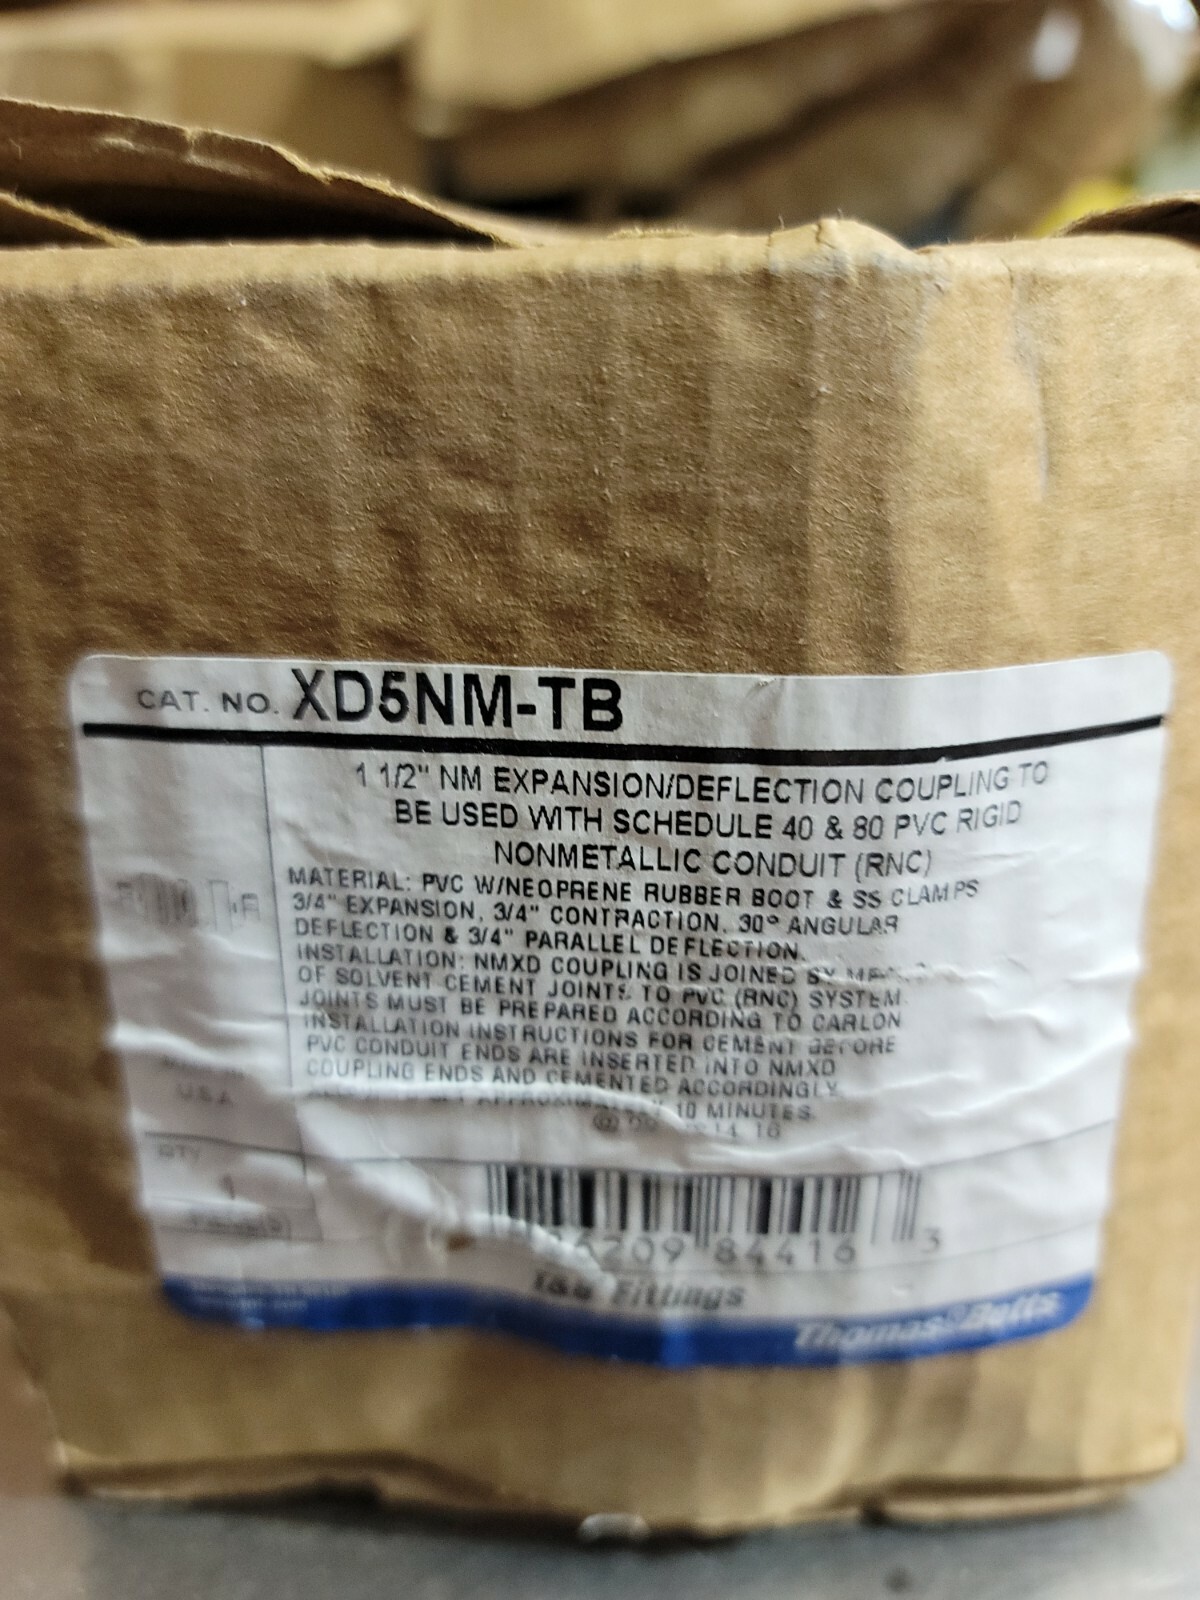 CAT. NO. XD5NM-TB
1 1/2" NM EXPANSION/DEFLECTION COUPLING TO
BE USED WITH SCHEDULE 40 & 80 PVC RIGID
NONMETALLIC CONDUIT (RNC)
MATERIAL: PVC W/NEOPRENE RUBBER BOOT & SS CLAMPS
3/4" EXPANSION, 3/4" CONTRACTION, 30° ANGULAR
DEFLECTION & 3/4" PARALLEL DEFLECTION.
INSTALLATION: NMXD COUPLING IS JOINED BY
OF SOLVENT CEMENT JOINTS TO PVC (RNC) SYSTEM.
JOINTS MUST BE PREPARED ACCORDING TO CARLON
INSTALLATION INSTRUCTIONS FOR CEMENT BEFORE
PVC CONDUIT ENDS ARE INSERTED INTO NMXD
COUPLING ENDS AND CEMENTED ACCORDINGLY.
APPROXIMATELY 10 MINUTES.
USA
QTY
1
84416 3
T&B Fittings
Thomas & Betts